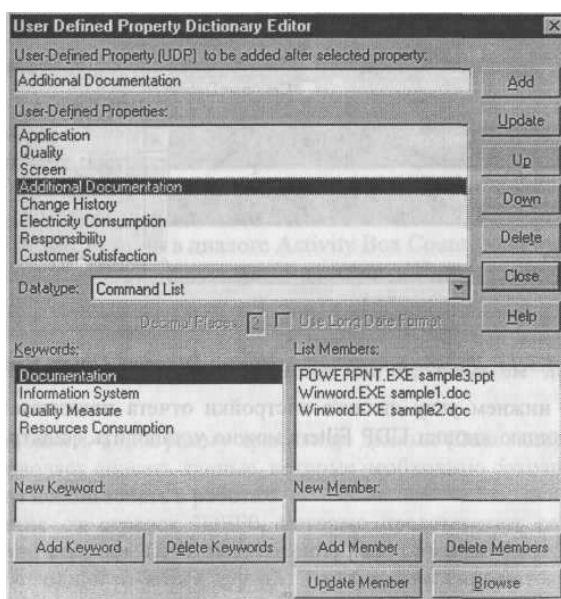 User Defined Property Dictionary Editor
User-Defined Property (UDP) to be added after selected property:
Additional Documentation
Add
User-Defined Properties:
Update
Application
Quality
Screen
Additional Documentation
Change History
Electricity Consumption
Responsibility
Customer Sutisfaction
Up
Down
Delete
Datatype: Command List
Close
Decimal Places 2 Use Long Date Format
Help
Keywords:
List Members:
Documentation
Information System
Quality Measure
Resources Consumption
POWERPNT.EXE sample3.ppt
Winword.EXE sample1.doc
Winword.EXE sample2.doc
New Keyword:
New Member:
Add Keyword
Delete Keywords
Add Member
Delete Members
Update Member
Browse